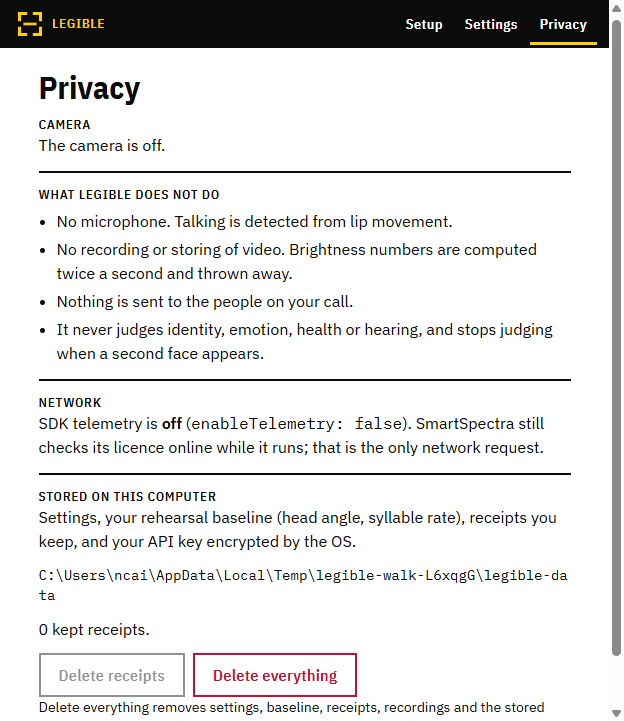 LEGIBLE
Setup Settings Privacy
Privacy
CAMERA
The camera is off.
WHAT LEGIBLE DOES NOT DO
No microphone. Talking is detected from lip movement.
No recording or storing of video. Brightness numbers are computed
twice a second and thrown away.
Nothing is sent to the people on your call.
It never judges identity, emotion, health or hearing, and stops judging
when a second face appears.
NETWORK
SDK telemetry is off (enableTelemetry: false). SmartSpectra still
checks its licence online while it runs; that is the only network request.
STORED ON THIS COMPUTER
Settings, your rehearsal baseline (head angle, syllable rate), receipts you
keep, and your API key encrypted by the OS.
C:\Users\ncai\AppData\Local\Temp\legible-walk-L6xqgG\legible-da
ta
0 kept receipts.
Delete receipts Delete everything
Delete everything removes settings, baseline, receipts, recordings and the stored